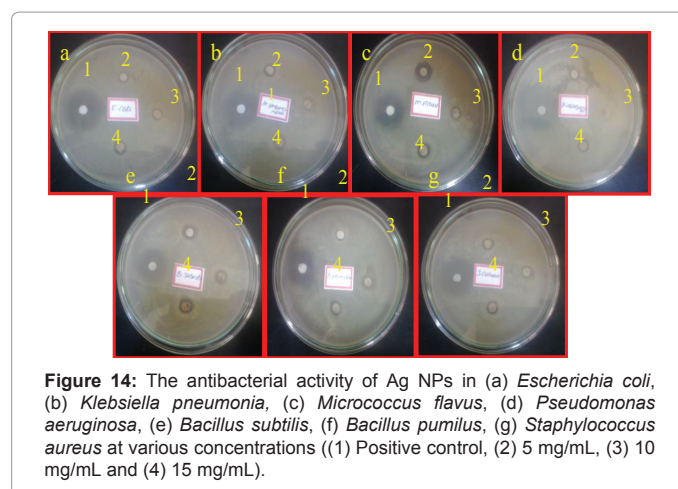 a 1 2 3 4
b 1 2 3 4
c 1 2 3 4
d 1 2 3 4
E. coli
e 1 2 3 4
f 1 2 3 4
g 1 2 3 4
Figure 14: The antibacterial activity of Ag NPs in (a) Escherichia coli,
(b) Klebsiella pneumonia, (c) Micrococcus flavus, (d) Pseudomonas
aeruginosa, (e) Bacillus subtilis, (f) Bacillus pumilus, (g) Staphylococcus
aureus at various concentrations ((1) Positive control, (2) 5 mg/mL, (3) 10
mg/mL and (4) 15 mg/mL).